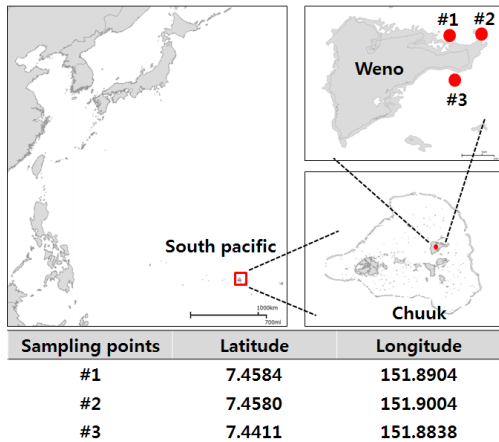 #1
#2
Weno
#3
South pacific
Chuuk
1000km
700mi
Sampling points Latitude Longitude
#1 7.4584 151.8904
#2 7.4580 151.9004
#3 7.4411 151.8838